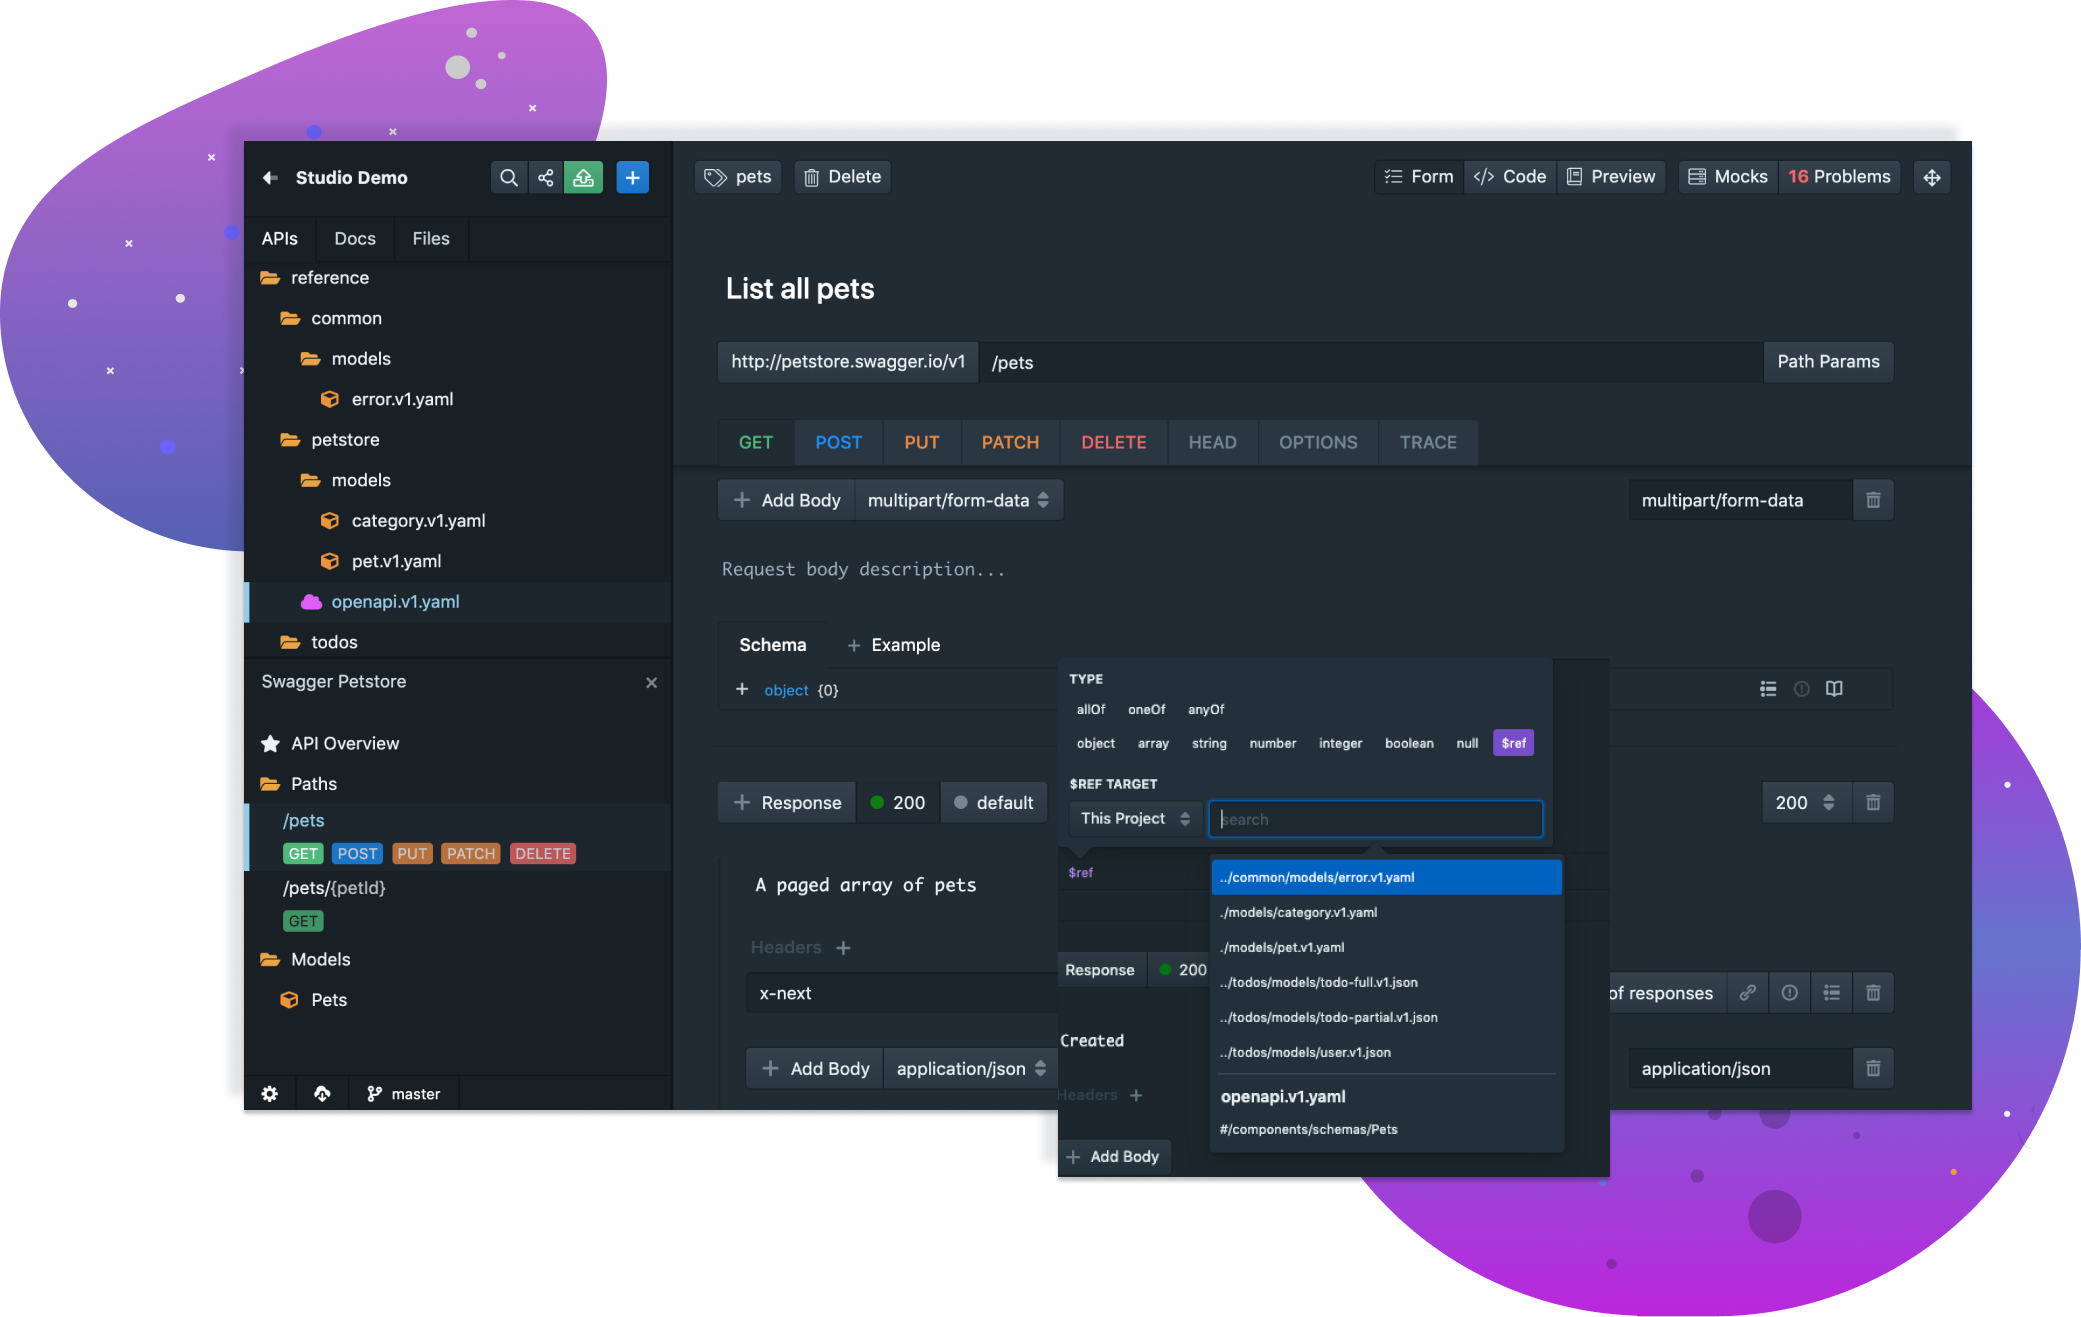 Studio Demo
APIs
Docs
Files
reference
common
models
error.v1.yaml
petstore
models
category.v1.yaml
pet.v1.yaml
openapi.v1.yaml
todos
Swagger Petstore
API Overview
Paths
/pets
GET POST PUT PATCH DELETE
/pets/{petId}
GET
Models
Pets
master
pets
Delete
Form
Code
Preview
Mocks
16 Problems
List all pets
http://petstore.swagger.io/v1
/pets
Path Params
GET POST PUT PATCH DELETE HEAD OPTIONS TRACE
+ Add Body
multipart/form-data
multipart/form-data
Request body description...
Schema
+ Example
+ object {0}
+ Response
200
default
200
A paged array of pets
Headers +
x-next
of responses
+ Add Body
application/json
application/json
TYPE
allOf oneOf anyOf
object array string number integer boolean null $ref
$REF TARGET
This Project
search
$ref
../common/models/error.v1.yaml
./models/category.v1.yaml
./models/pet.v1.yaml
../todos/models/todo-full.v1.json
../todos/models/todo-partial.v1.json
../todos/models/user.v1.json
openapi.v1.yaml
#/components/schemas/Pets
Response
200
Created
Headers +
+ Add Body